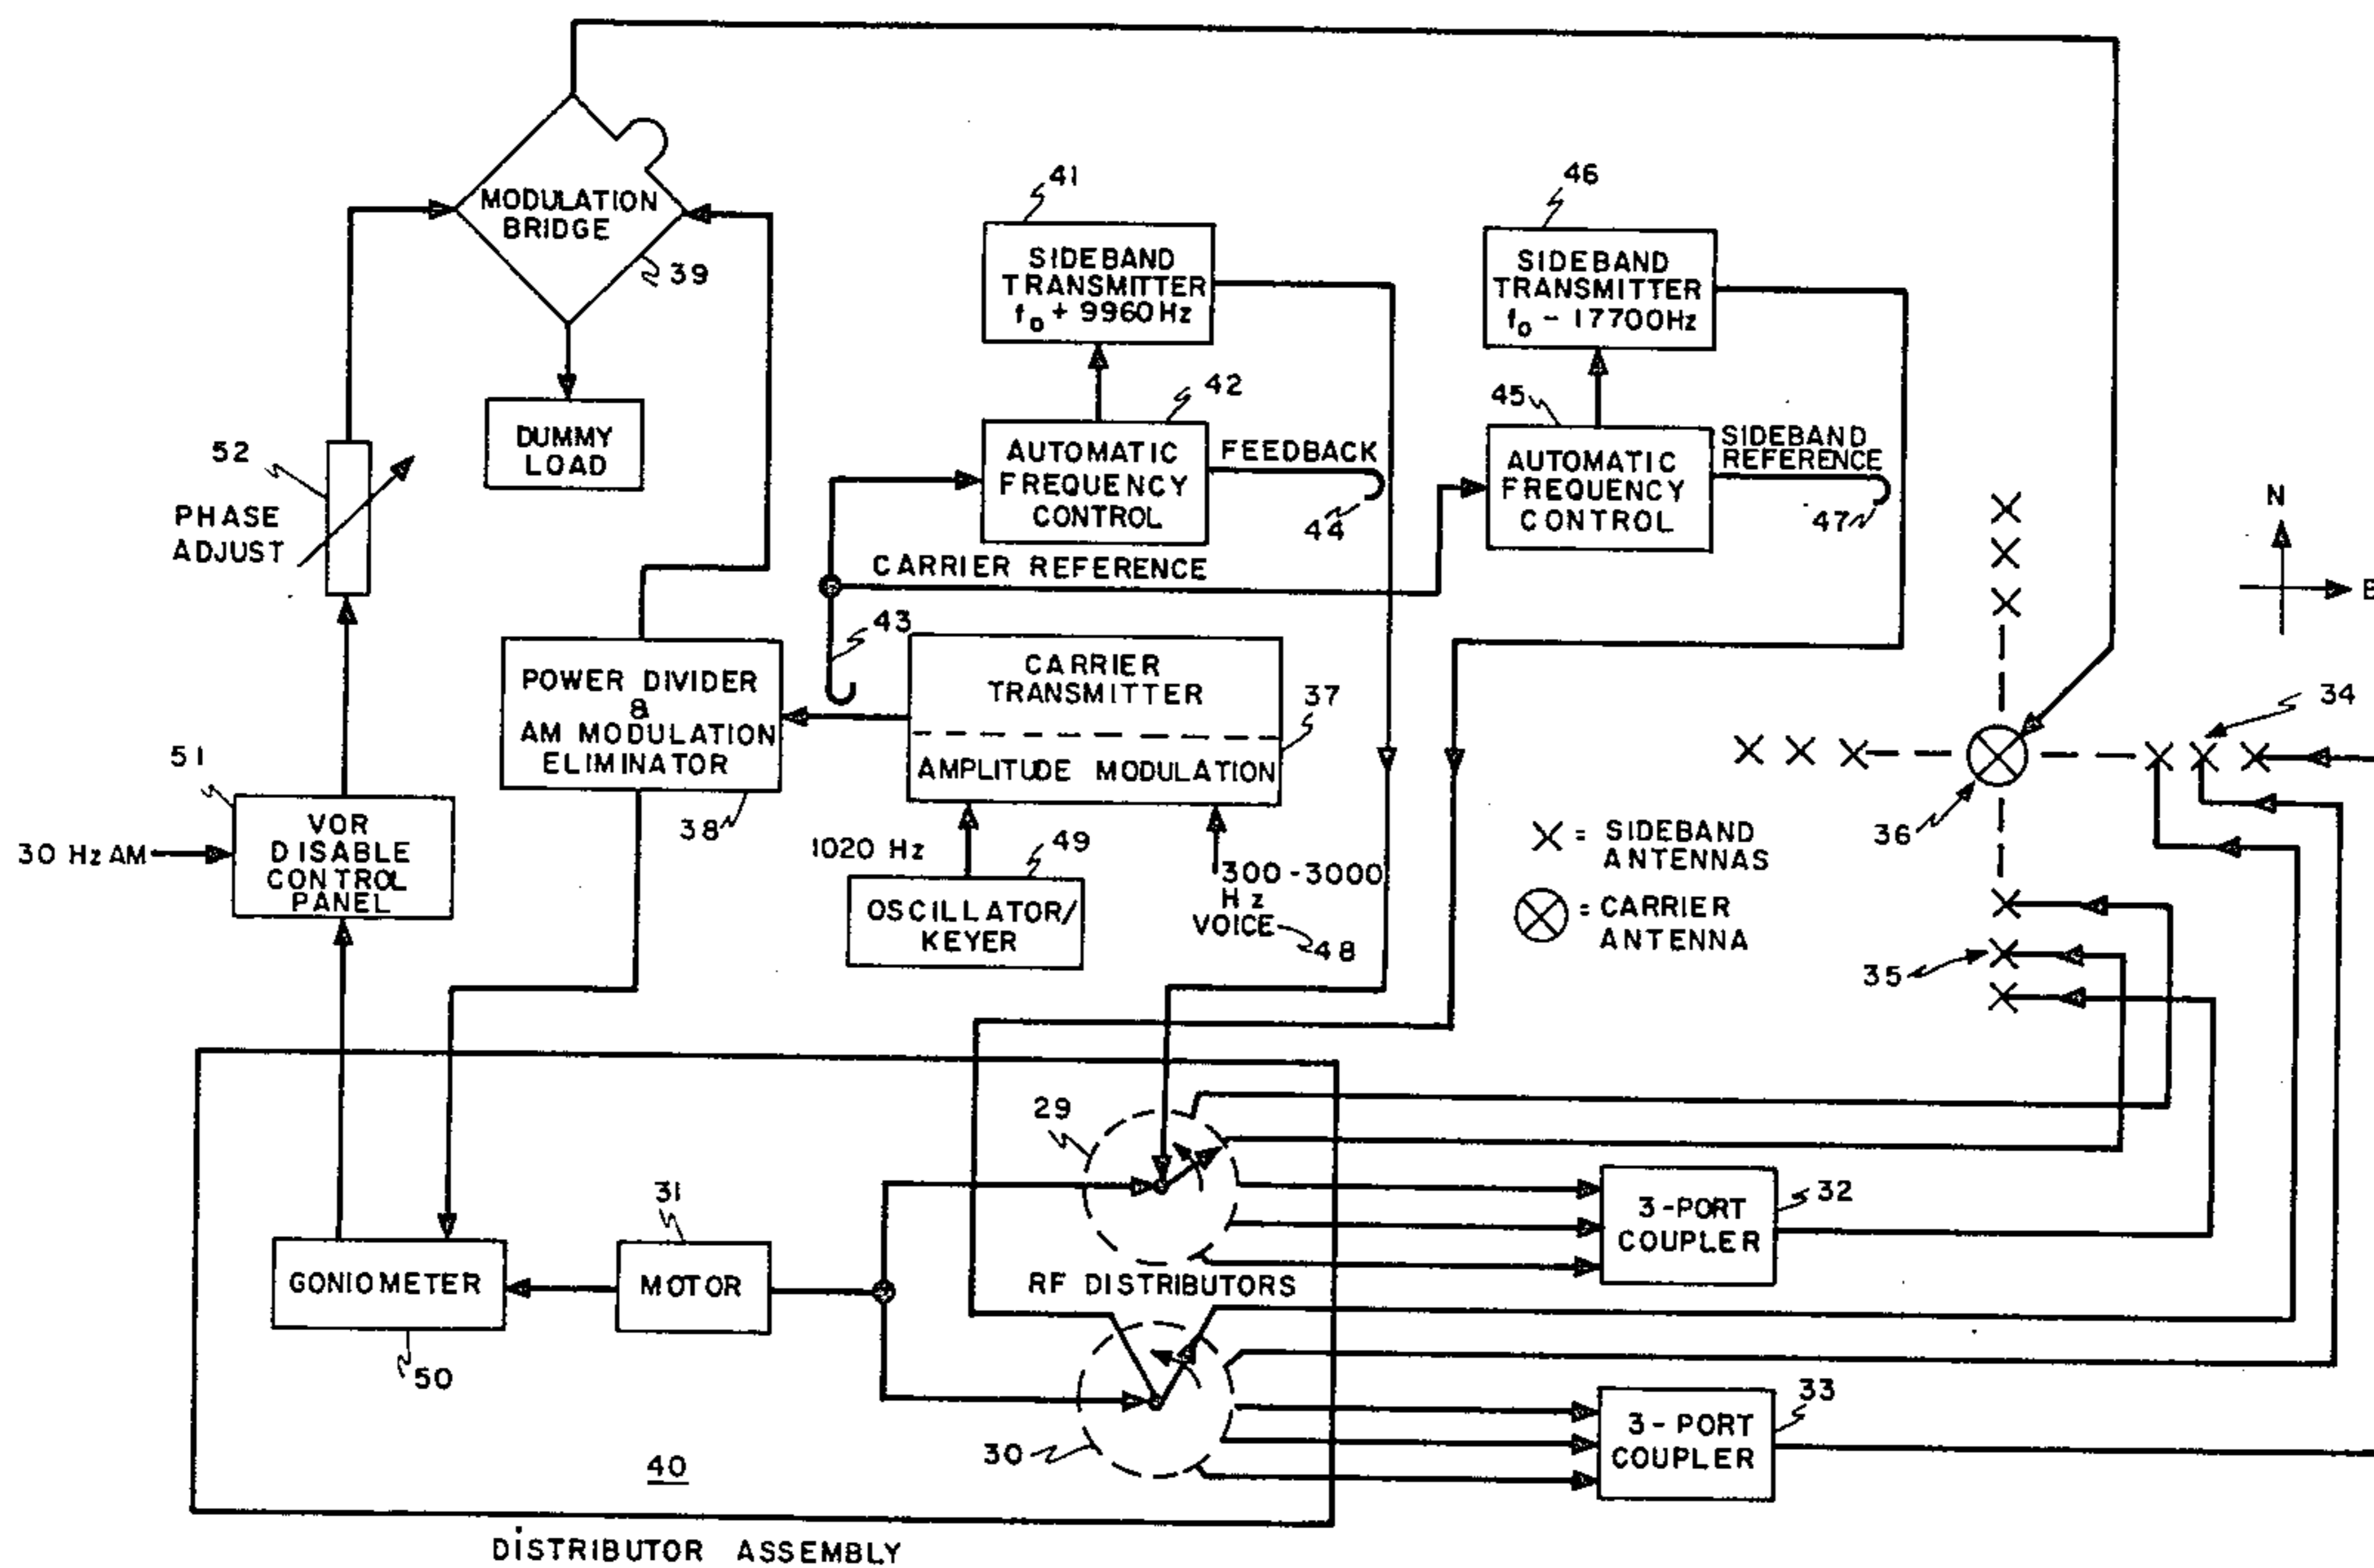 MODULATION
BRIDGE
39
DUMMY
LOAD
52
PHASE
ADJUST
41
SIDEBAND
TRANSMITTER
fo + 9960 Hz
46
SIDEBAND
TRANSMITTER
fo - 17700Hz
42
AUTOMATIC
FREQUENCY
CONTROL
FEEDBACK
44
45
AUTOMATIC
FREQUENCY
CONTROL
SIDEBAND
REFERENCE
47
CARRIER REFERENCE
43
N
E
POWER DIVIDER
&
AM MODULATION
ELIMINATOR
38
CARRIER
TRANSMITTER
AMPLITUDE MODULATION
37
34
36
35
51
30 Hz AM
VOR
DISABLE
CONTROL
PANEL
1020 Hz
49
OSCILLATOR/
KEYER
300-3000
Hz
VOICE
48
X = SIDEBAND
ANTENNAS
= CARRIER
ANTENNA
29
31
GONIOMETER
50
MOTOR
RF DISTRIBUTORS
30
3-PORT
COUPLER
32
3-PORT
COUPLER
33
40
DISTRIBUTOR ASSEMBLY